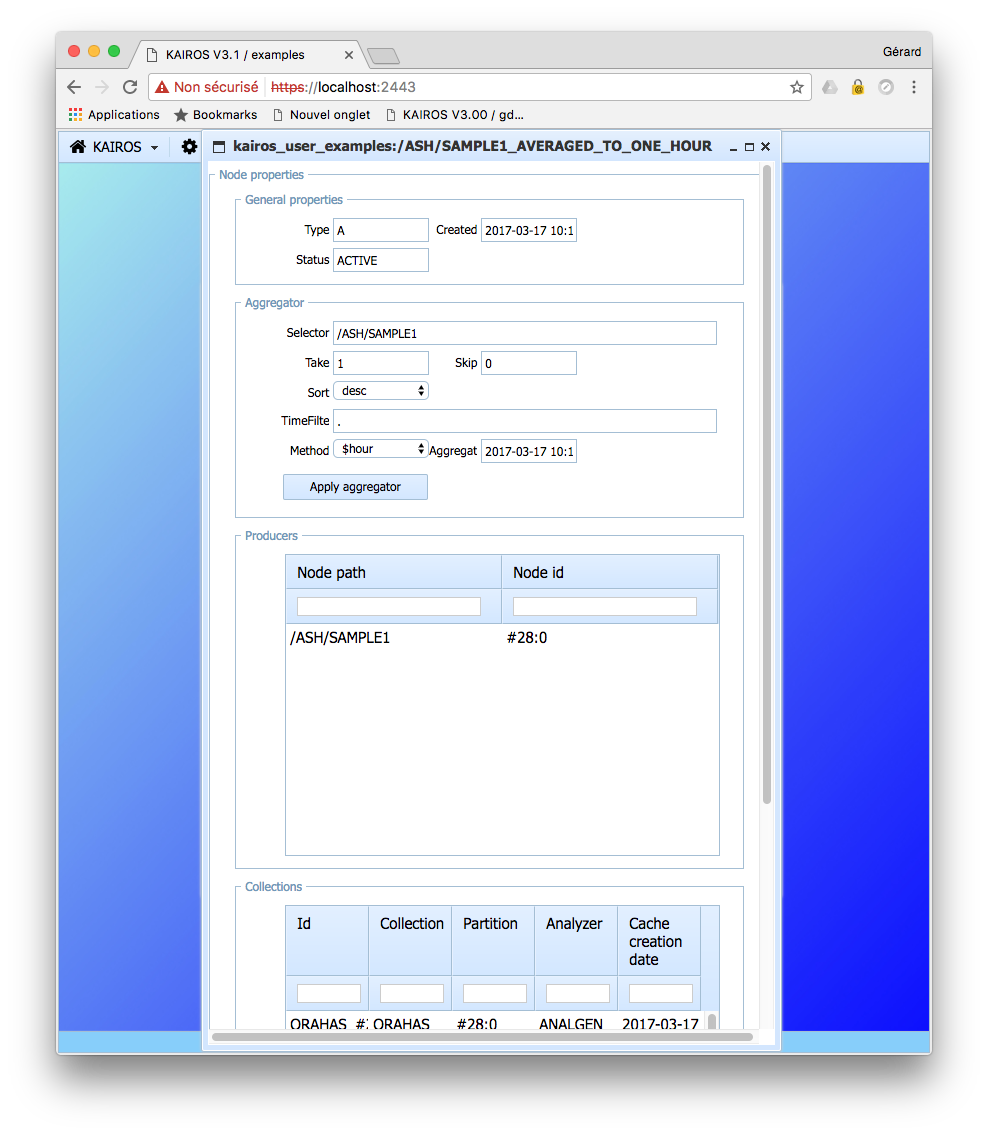 KAIROS V3.1 / examples
Gérard
Non sécurisé https://localhost:2443
Applications Bookmarks Nouvel onglet KAIROS V3.00 / gd...
KAIROS kairos_user_examples:/ASH/SAMPLE1_AVERAGED_TO_ONE_HOUR
Node properties
General properties
Type A Created 2017-03-17 10:1
Status ACTIVE
Aggregator
Selector /ASH/SAMPLE1
Take 1 Skip 0
Sort desc
TimeFilte .
Method $hour Aggregat 2017-03-17 10:1
Apply aggregator
Producers
Node path Node id
/ASH/SAMPLE1 #28:0
Collections
Id Collection Partition Analyzer Cache
creation
date
ORAHAS_#: ORAHAS #28:0 ANALGEN 2017-03-17